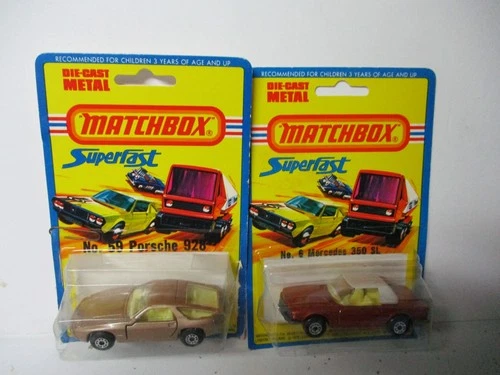 RECOMMENDED FOR CHILDREN 3 YEARS OF AGE AND UP
DIE-CAST
METAL
MATCHBOX®
Superfast
No. 59 Porsche 928
RECOMMENDED FOR CHILDREN 3 YEARS OF AGE AND UP
DIE-CAST
METAL
MATCHBOX®
Superfast
No. 6 Mercedes 350 SL